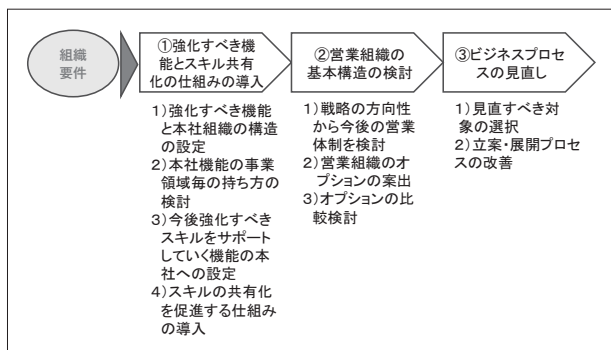 組織
要件
①強化すべき機
能とスキル共有
化の仕組みの導入
1)強化すべき機能
と本社組織の構造
の設定
2)本社機能の事業
領域毎の持ち方の
検討
3)今後強化すべき
スキルをサポート
していく機能の本
社への設定
4)スキルの共有化
を促進する仕組み
の導入
②営業組織の
基本構造の検討
1)戦略の方向性
から今後の営業
体制を検討
2)営業組織のオ
プションの案出
3)オプションの比
較検討
③ビジネスプロセ
スの見直し
1)見直すべき対
象の選択
2)立案・展開プロセ
スの改善